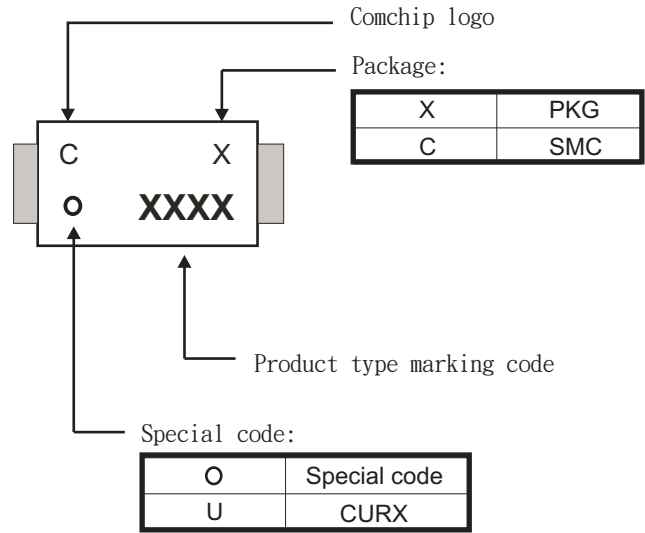 Comchip logo
Package:
X PKG
C SMC
C X
O XXXX
Product type marking code
Special code:
O Special code
U CURX